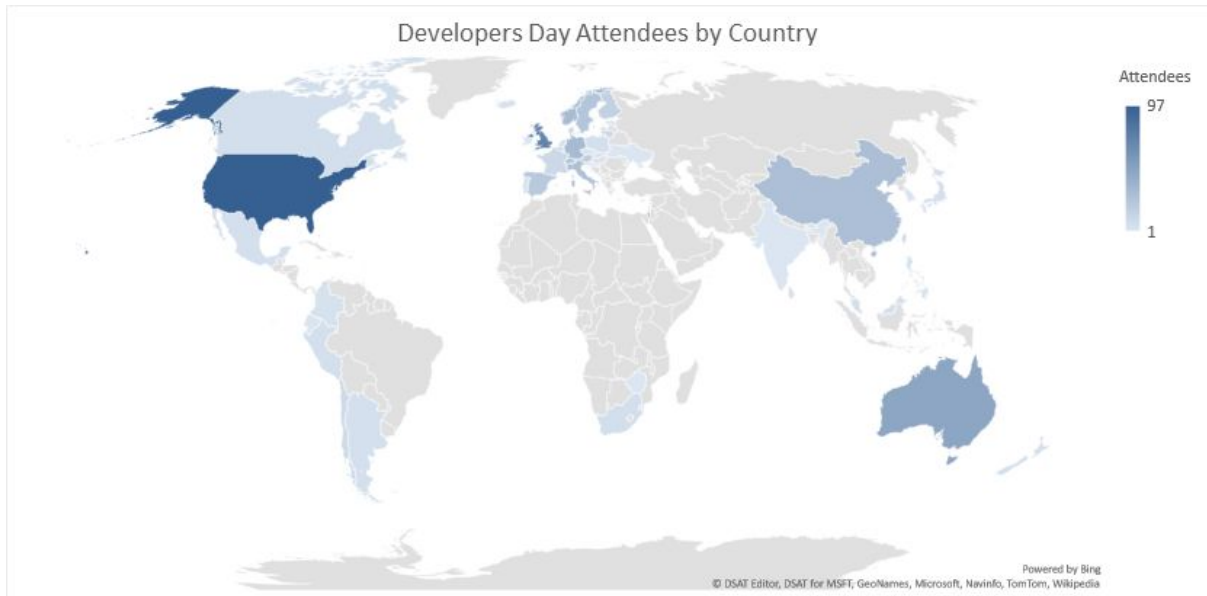 Developers Day Attendees by Country
Attendees
97
1
Powered by Bing
© DSAT Editor, DSAT for MSFT, GeoNames, Microsoft, Navinfo, TomTom, Wikipedia